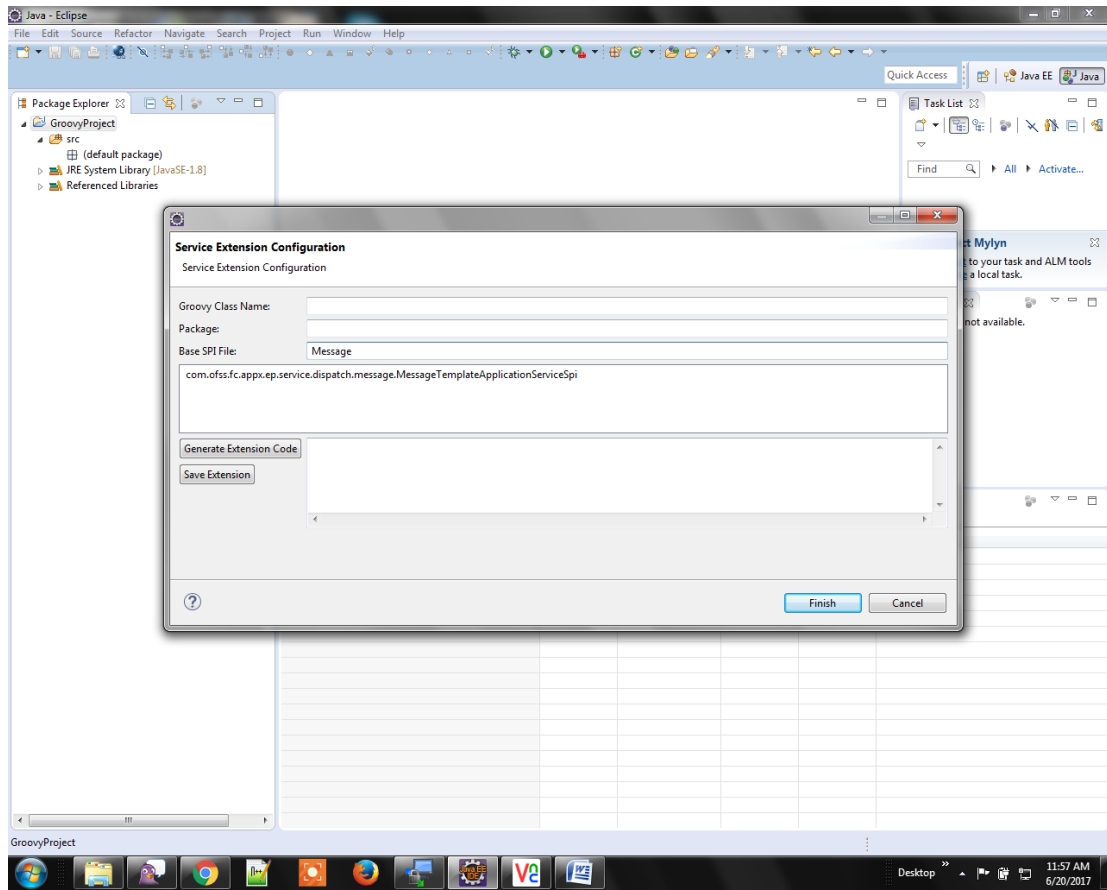 Java - Eclipse
File Edit Source Refactor Navigate Search Project Run Window Help
Quick Access
Java EE
Java
Package Explorer
GroovyProject
src
(default package)
JRE System Library [JavaSE-1.8]
Referenced Libraries
Task List
Find
All
Activate...
Service Extension Configuration
Service Extension Configuration
Groovy Class Name:
Package:
Base SPI File: Message
com.ofss.fc.appx.ep.service.dispatch.message.MessageTemplateApplicationServiceSpi
Generate Extension Code
Save Extension
Finish
Cancel
Mylyn
to your task and ALM tools
a local task.
not available.
GroovyProject
Desktop
11:57 AM
6/20/2017